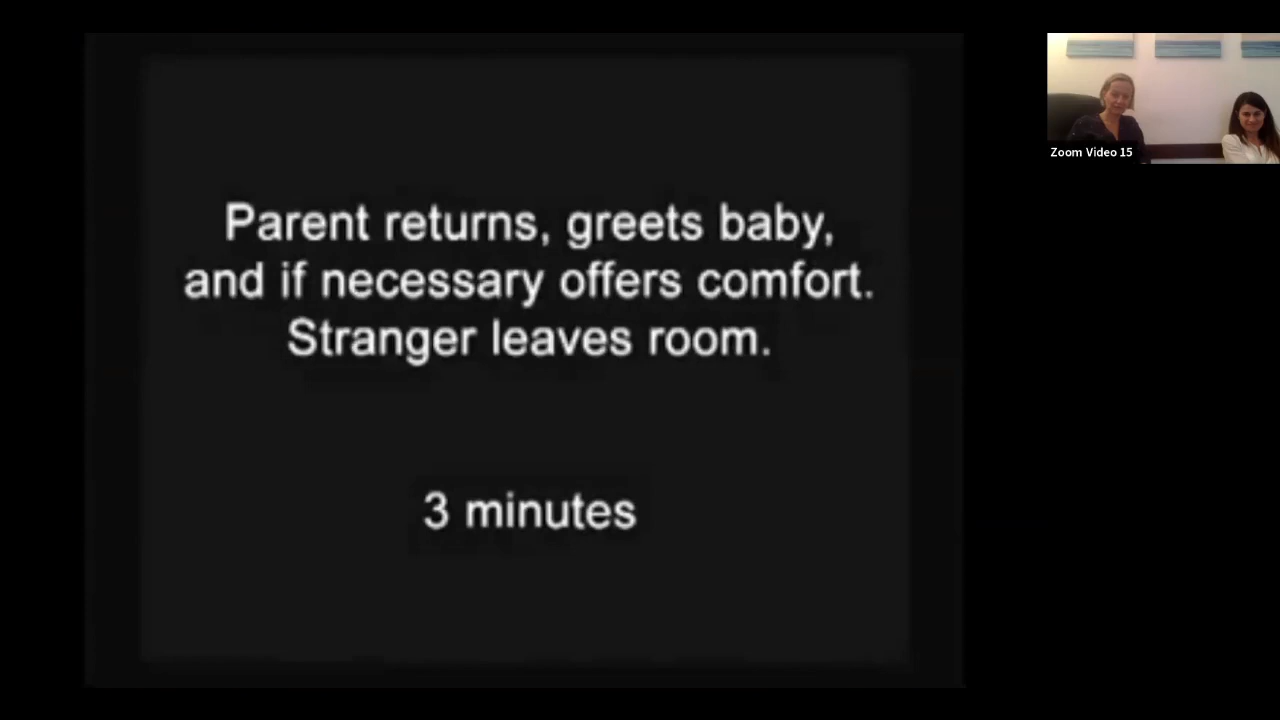 Parent returns, greets baby,
and if necessary offers comfort.
Stranger leaves room.
3 minutes
Zoom Video 15